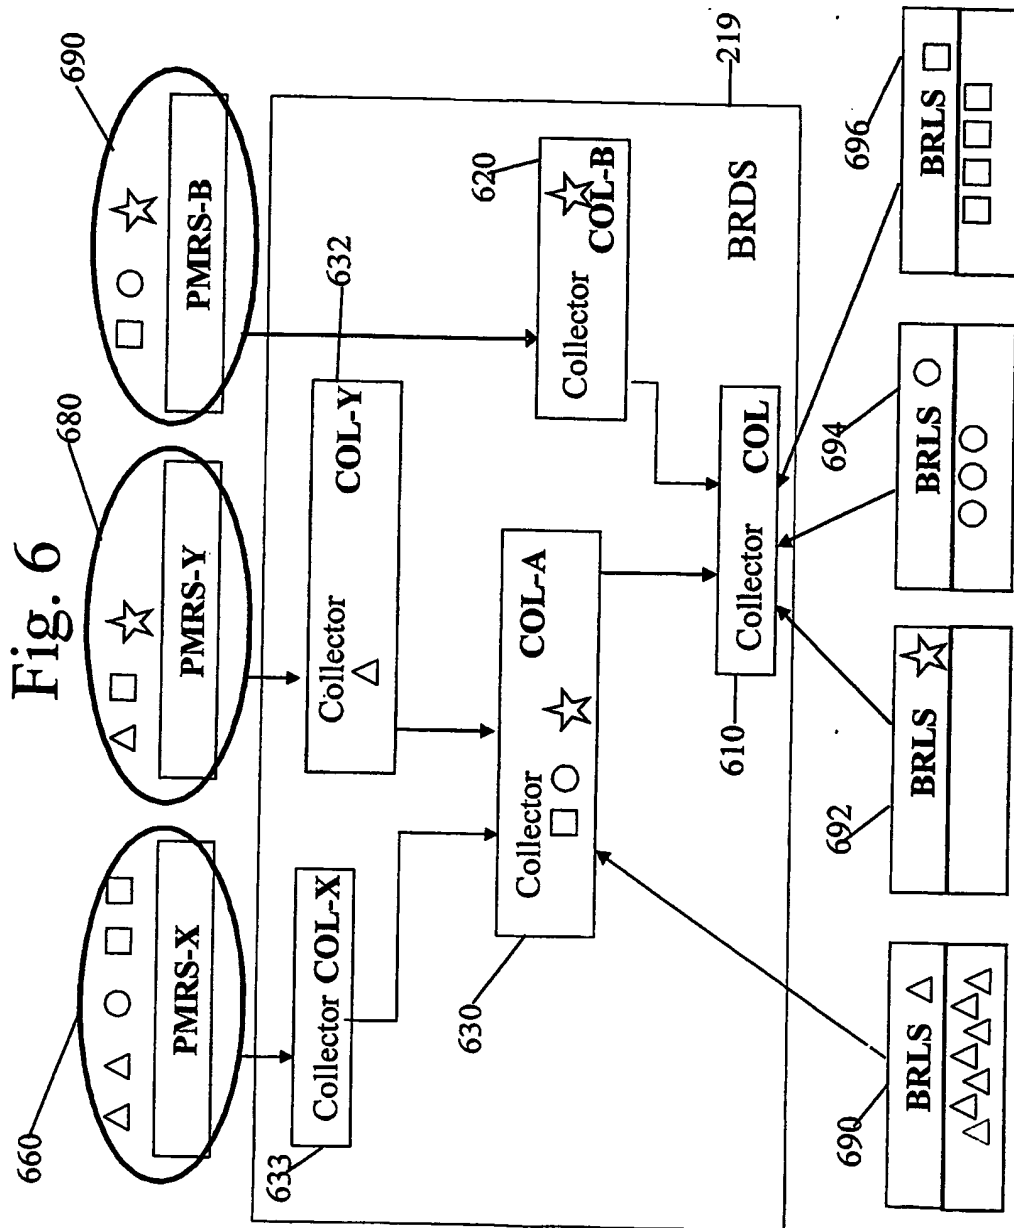 Fig. 6
660
680
690
PMRS-X
PMRS-Y
PMRS-B
633
Collector COL-X
Collector COL-Y
632
630
Collector COL-A
620
Collector COL-B
610
Collector COL
BRDS
219
690
BRLS
692
BRLS
694
BRLS
696
BRLS